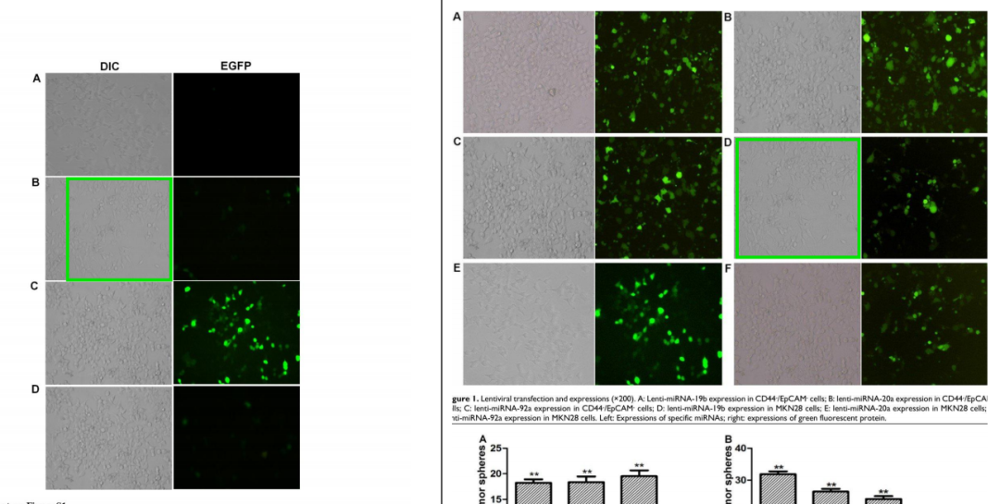 DIC EGFP
A
B
C
D
A B
C D
E F
gure 1. Lentiviral transfection and expressions (×200). A: Lenti-miRNA-19b expression in CD44+/EpCAM+ cells; B: lenti-miRNA-20a expression in CD44+/EpCA
lls; C: lenti-miRNA-92a expression in CD44+/EpCAM+ cells; D: lenti-miRNA-19b expression in MKN28 cells; E: lenti-miRNA-20a expression in MKN28 cells;
nti-miRNA-92a expression in MKN28 cells. Left: Expressions of specific miRNAs; right: expressions of green fluorescent protein.
A
25
20
15
mor spheres
** ** **
B
40
30
mor spheres
** ** **